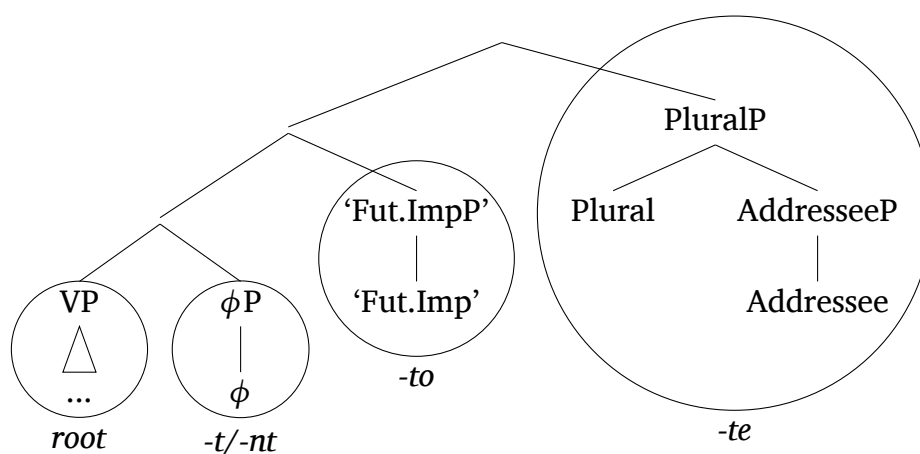 PluralP
‘Fut.ImpP’ Plural AddresseeP
VP ϕP ‘Fut.Imp’ Addressee
-to
... ϕ
root -t/-nt -te